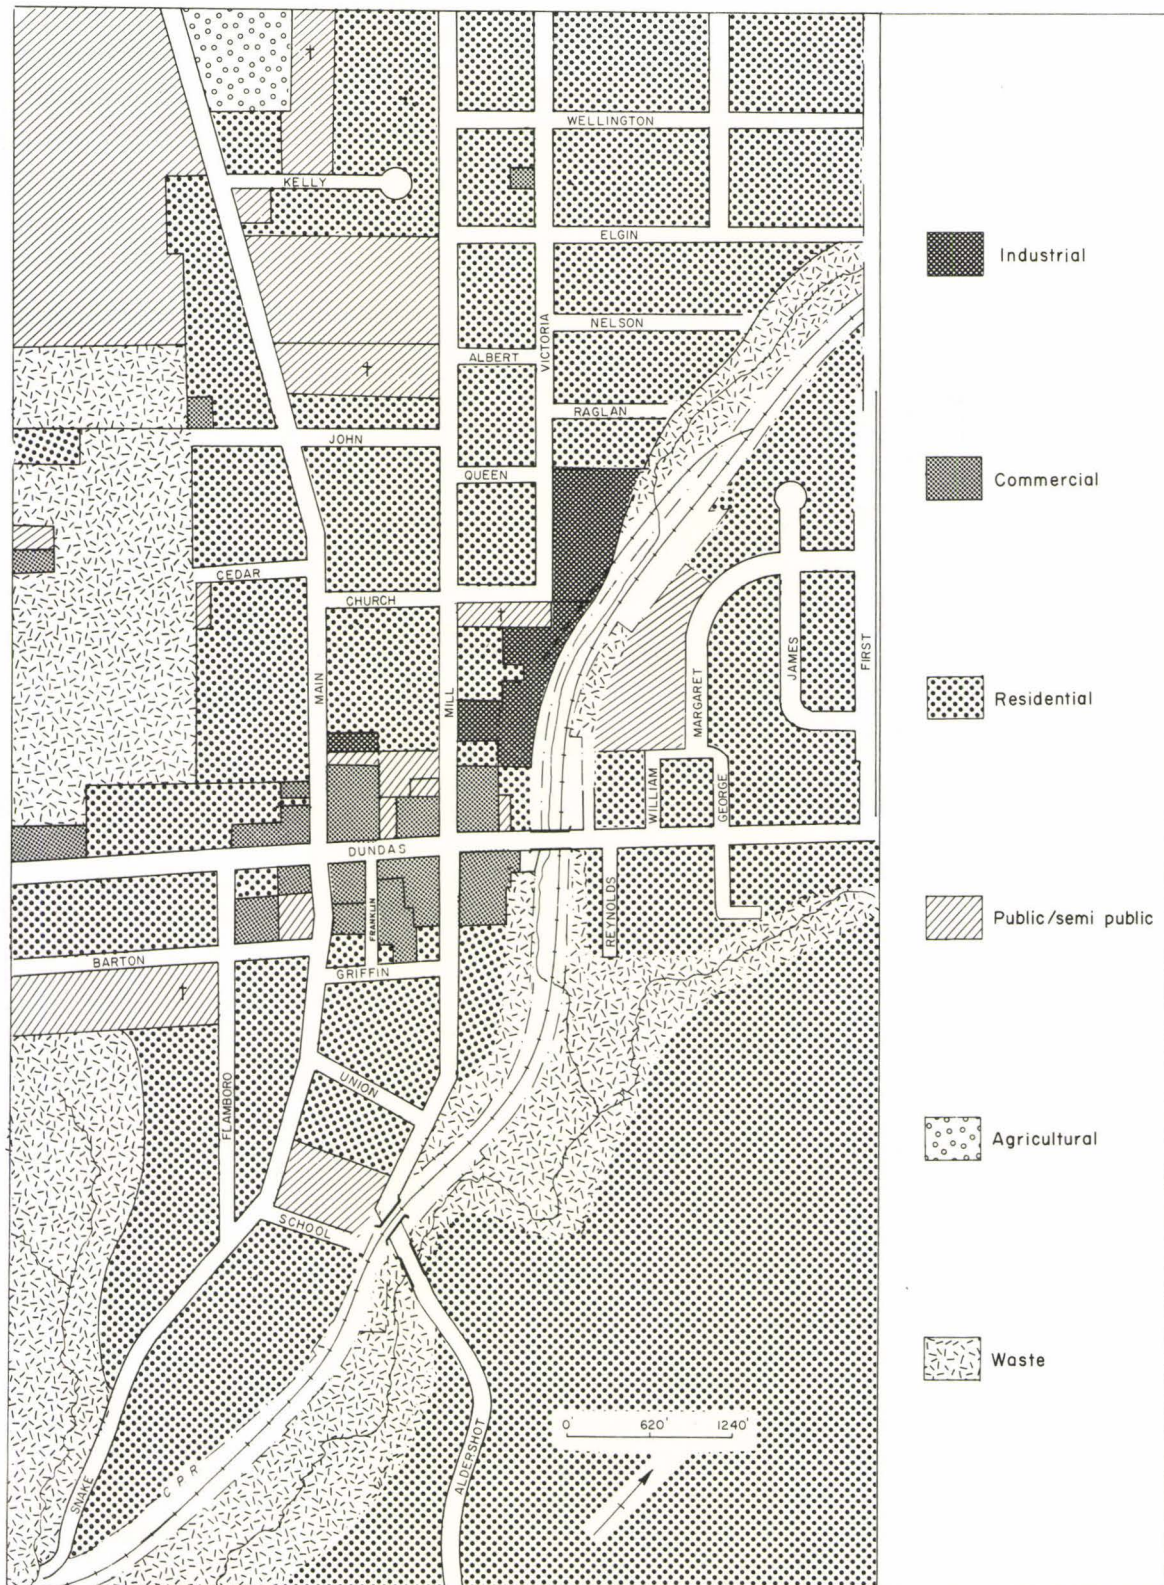 WELLINGTON
KELLY
ELGIN
Industrial
NELSON
VICTORIA
ALBERT
RAGLAN
JOHN
QUEEN
Commercial
CEDAR
CHURCH
MAIN
MILL
MARGARET
JAMES
FIRST
Residential
WILLIAM
GEORGE
DUNDAS
FRANKLIN
REYNOLDS
Public/semi public
BARTON
GRIFFIN
FLAMBORO
UNION
Agricultural
SCHOOL
Waste
0' 620' 1240'
SNAKE
C P R
ALDERSHOT